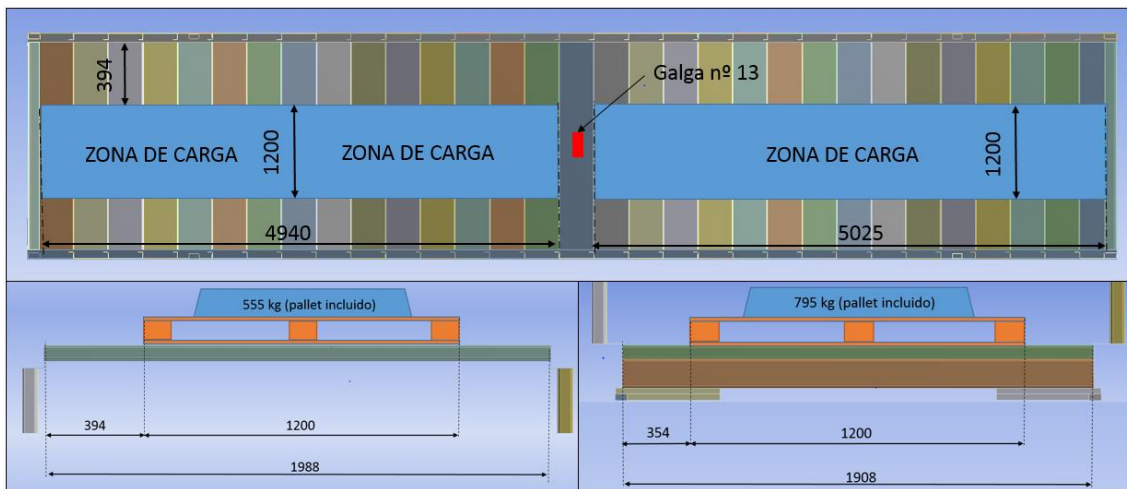 394
Galga nº 13
ZONA DE CARGA
1200
ZONA DE CARGA
ZONA DE CARGA
1200
4940
5025
555 kg (pallet incluido)
394
1200
1988
795 kg (pallet incluido)
354
1200
1908